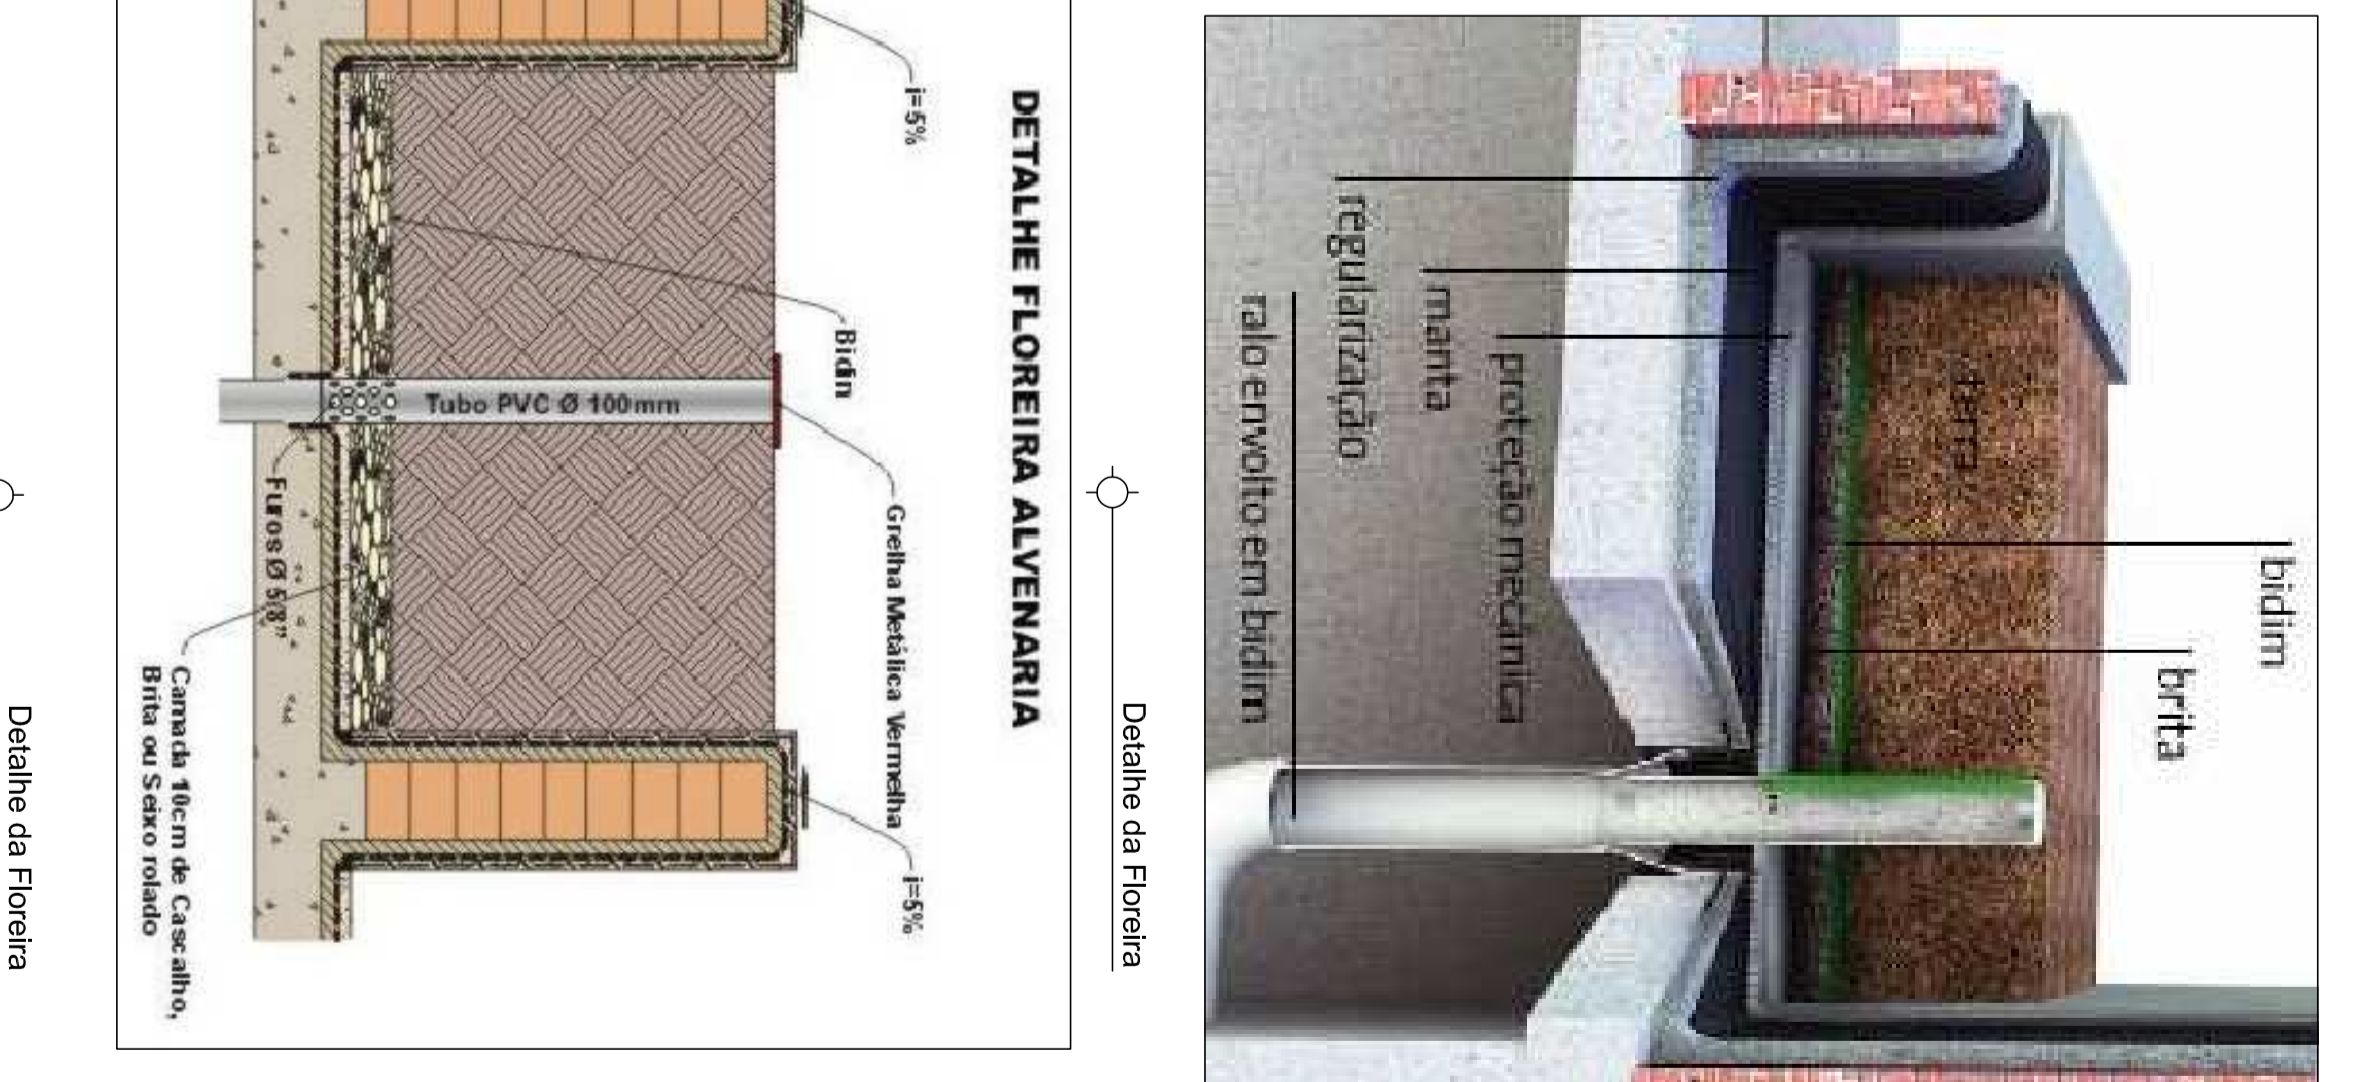 DETALHE FLOREIRA ALVENARIA
i=5%
Bidin
Grelha Metálica Vermelha
i=5%
Tubo PVC Ø 100mm
Furos Ø 5/8"
Camada 10cm de Cascalho,
Brita ou Seixo rolado
Detalhe da Floreira
bidim
brita
terra
proteção mecânica
manta
regularização
ralo envolto em bidim
Detalhe da Floreira